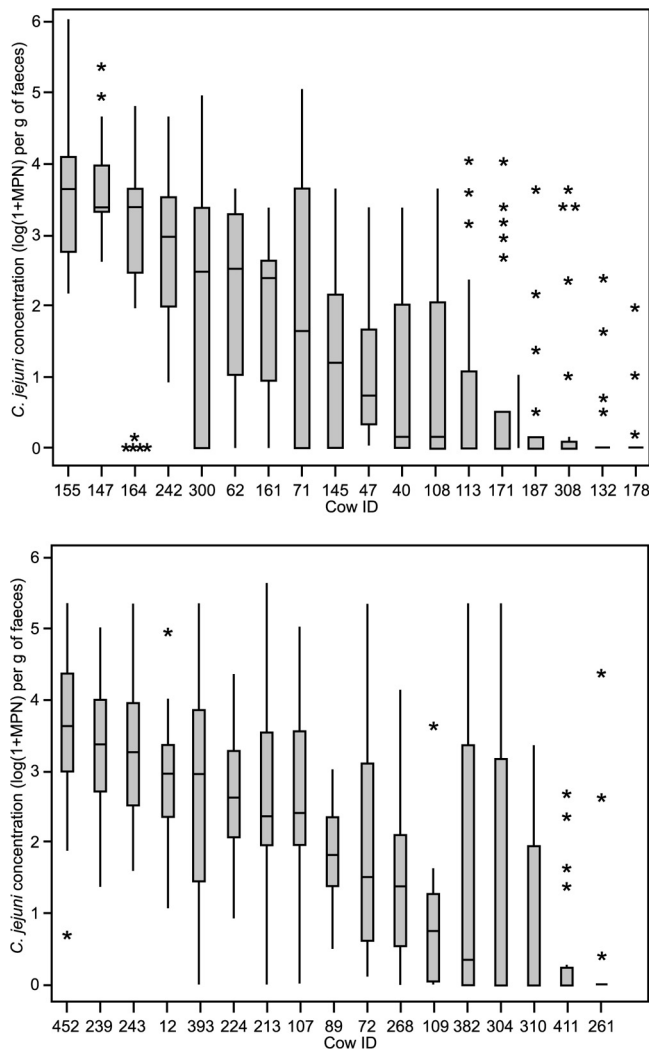 C. jejuni concentration (log(1+MPN) per g of faeces)
6
5
4
3
2
1
0
155 147 164 242 300 62 161 71 145 47 40 108 113 171 187 308 132 178
Cow ID
C. jejuni concentration (log(1+MPN) per g of faeces)
6
5
4
3
2
1
0
452 239 243 12 393 224 213 107 89 72 268 109 382 304 310 411 261
Cow ID